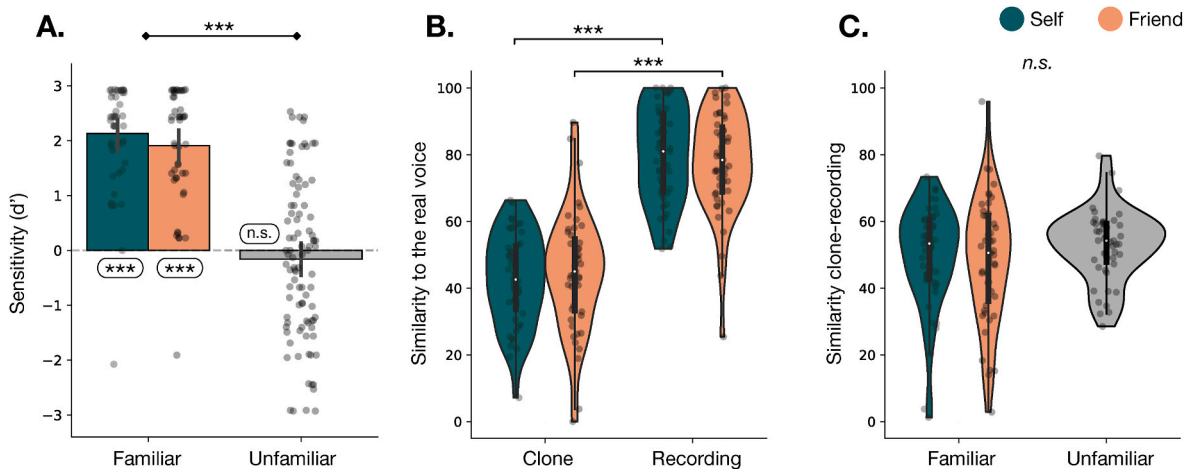 A.
***
Sensitivity (d')
3
2
1
0
−1
−2
−3
n.s.
***
***
Familiar
Unfamiliar
B.
***
***
Similarity to the real voice
100
80
60
40
20
0
Clone
Recording
Self
Friend
C.
n.s.
Similarity clone-recording
100
80
60
40
20
0
Familiar
Unfamiliar